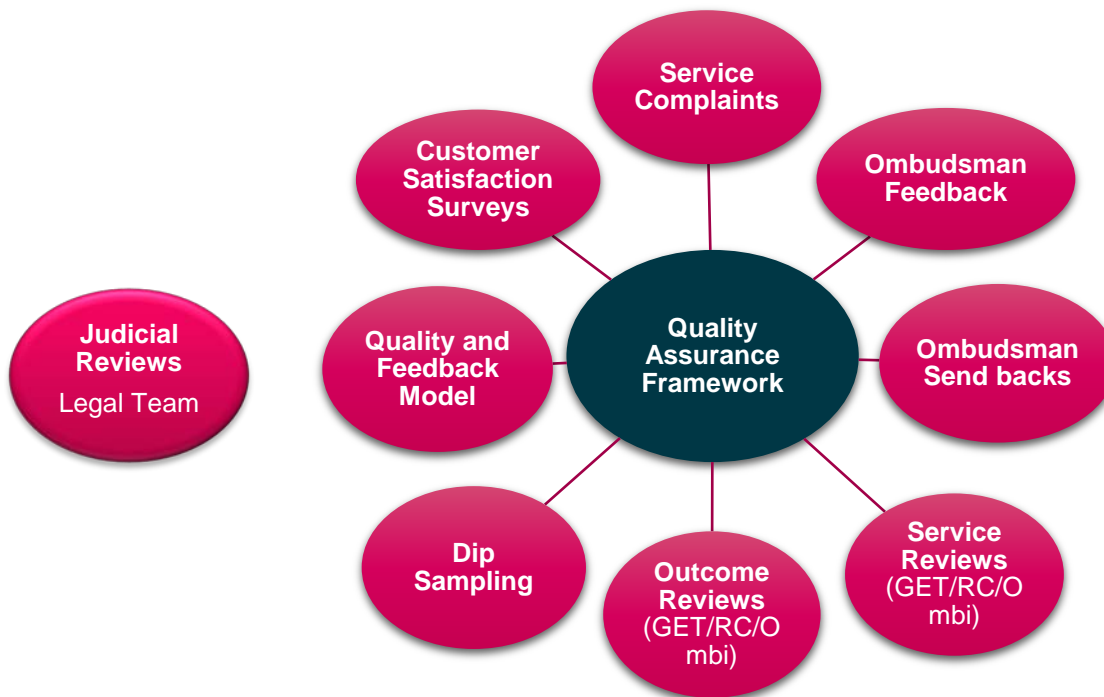 Service
Complaints
Customer
Satisfaction
Surveys
Ombudsman
Feedback
Judicial
Reviews
Legal Team
Quality and
Feedback
Model
Quality
Assurance
Framework
Ombudsman
Send backs
Dip
Sampling
Outcome
Reviews
(GET/RC/O
mbi)
Service
Reviews
(GET/RC/O
mbi)